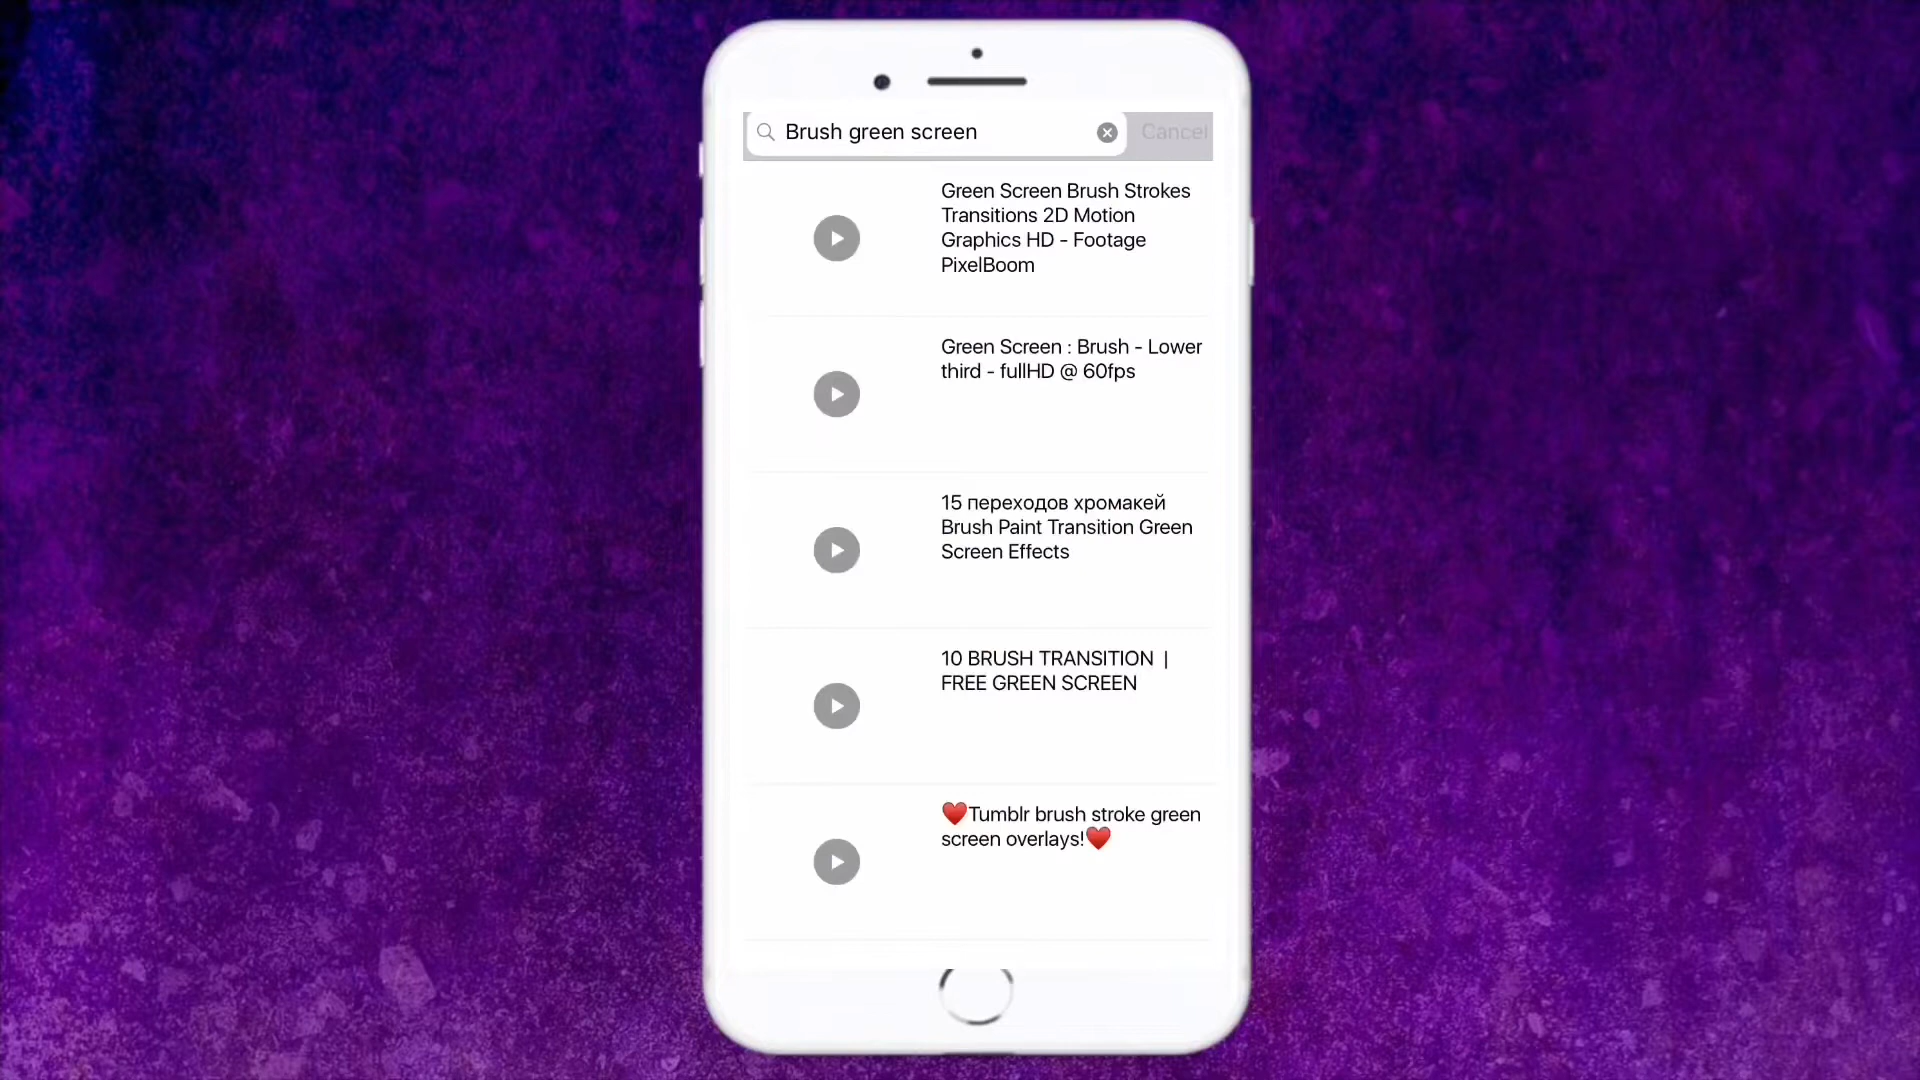 Brush green screen
Cancel
Green Screen Brush Strokes
Transitions 2D Motion
Graphics HD - Footage
PixelBoom
Green Screen : Brush - Lower
third - fullHD @ 60fps
15 переходов хромакей
Brush Paint Transition Green
Screen Effects
10 BRUSH TRANSITION |
FREE GREEN SCREEN
♥️Tumblr brush stroke green
screen overlays!♥️